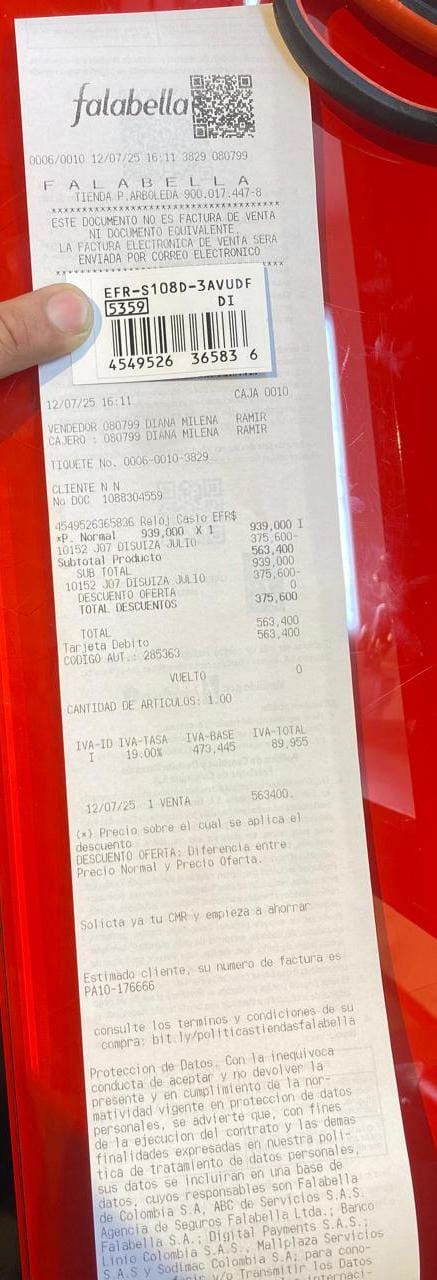 falabella
0006/0010 12/07/25 16:11 3829 080799
F A L A B E L L A
TIENDA P.ARBOLEDA 900.017.447-8
xxxxxxxxxxxxxxxxxxxxxxxxxxxxxxxxxxxxxxxx
ESTE DOCUMENTO NO ES FACTURA DE VENTA
NI DOCUMENTO EQUIVALENTE.
LA FACTURA ELECTRONICA DE VENTA SERA
ENVIADA POR CORREO ELECTRONICO
EFR-S108D-3AVUDF
5359 DI
4549526 36583 6
12/07/25 16:11 CAJA 0010
VENDEDOR 080799 DIANA MILENA RAMIR
CAJERO : 080799 DIANA MILENA RAMIR
TIQUETE No. 0006-0010-3829
CLIENTE N N
No DOC 1088304559
4549526365836 Reloj Casio EFR$ 939,000 I
*P. Normal 939,000 X 1 375,600-
10152 J07 DISUIZA JULIO 563,400
Subtotal Producto 939,000
SUB TOTAL 375,600-
10152 J07 DISUIZA JULIO 0
DESCUENTO OFERTA 375,600
TOTAL DESCUENTOS
TOTAL 563,400
Tarjeta Debito 563,400
CODIGO AUT.: 285363
VUELTO 0
CANTIDAD DE ARTICULOS: 1.00
IVA-ID IVA-TASA IVA-BASE IVA-TOTAL
I 19.00% 473,445 89,955
12/07/25 1 VENTA 563400.
(*) Precio sobre el cual se aplica el
descuento
DESCUENTO OFERTA: Diferencia entre
Precio Normal y Precio Oferta.
Solicta ya tu CMR y empieza a ahorrar
Estimado cliente, su numero de factura es
PA10-176666
consulte los terminos y condiciones de su
compra: bit.ly/politicastiendasfalabella
Proteccion de Datos. Con la inequivoca
conducta de aceptar y no devolver la
presente y en cumplimiento de la nor-
matividad vigente en proteccion de datos
personales, se advierte que, con fines
de la ejecucion del contrato y las demas
finalidades expresadas en nuestra poli-
tica de tratamiento de datos personales,
sus datos se incluiran en una base de
datos, cuyos responsables son Falabella
de Colombia S.A, ABC de Servicios S.A.S.
Agencia de Seguros Falabella Ltda.; Banco
Falabella S.A.; Digital Payments S.A.S.;
Linio Colombia S.A.S., Mallplaza Servicios
S.A.S y Sodimac Colombia S.A; para cono-
y/o Transmitir los Datos